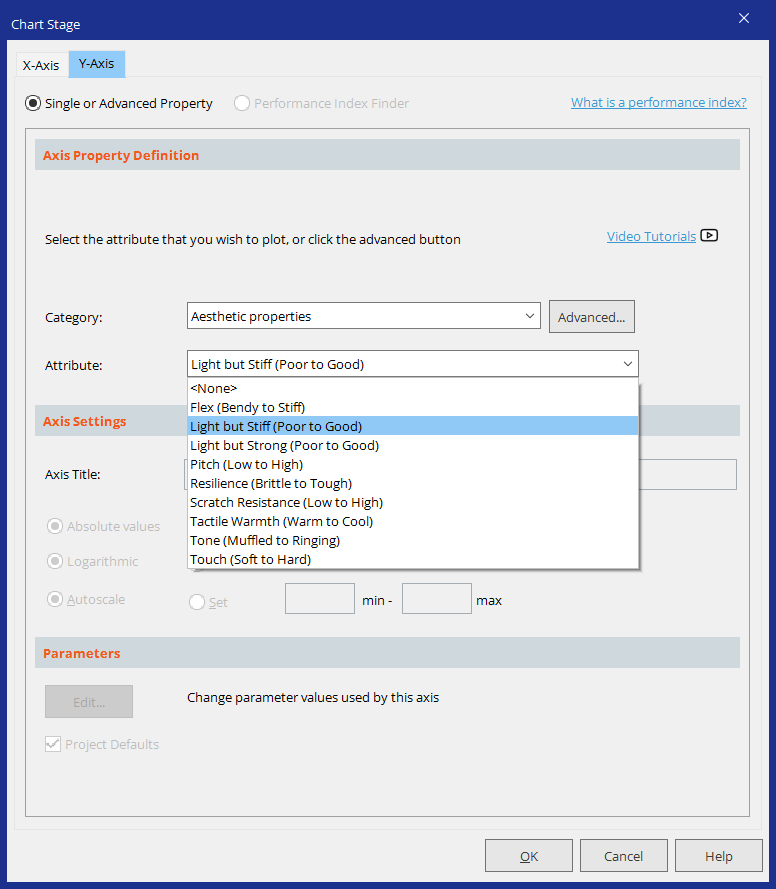 Chart Stage
X-Axis Y-Axis
Single or Advanced Property Performance Index Finder What is a performance index?
Axis Property Definition
Select the attribute that you wish to plot, or click the advanced button Video Tutorials
Category: Aesthetic properties Advanced...
Attribute: Light but Stiff (Poor to Good)
<None>
Flex (Bendy to Stiff)
Axis Settings Light but Stiff (Poor to Good)
Light but Strong (Poor to Good)
Pitch (Low to High)
Axis Title: Resilience (Brittle to Tough)
Scratch Resistance (Low to High)
Absolute values Tactile Warmth (Warm to Cool)
Tone (Muffled to Ringing)
Logarithmic Touch (Soft to Hard)
Autoscale Set min - max
Parameters
Edit... Change parameter values used by this axis
Project Defaults
OK Cancel Help